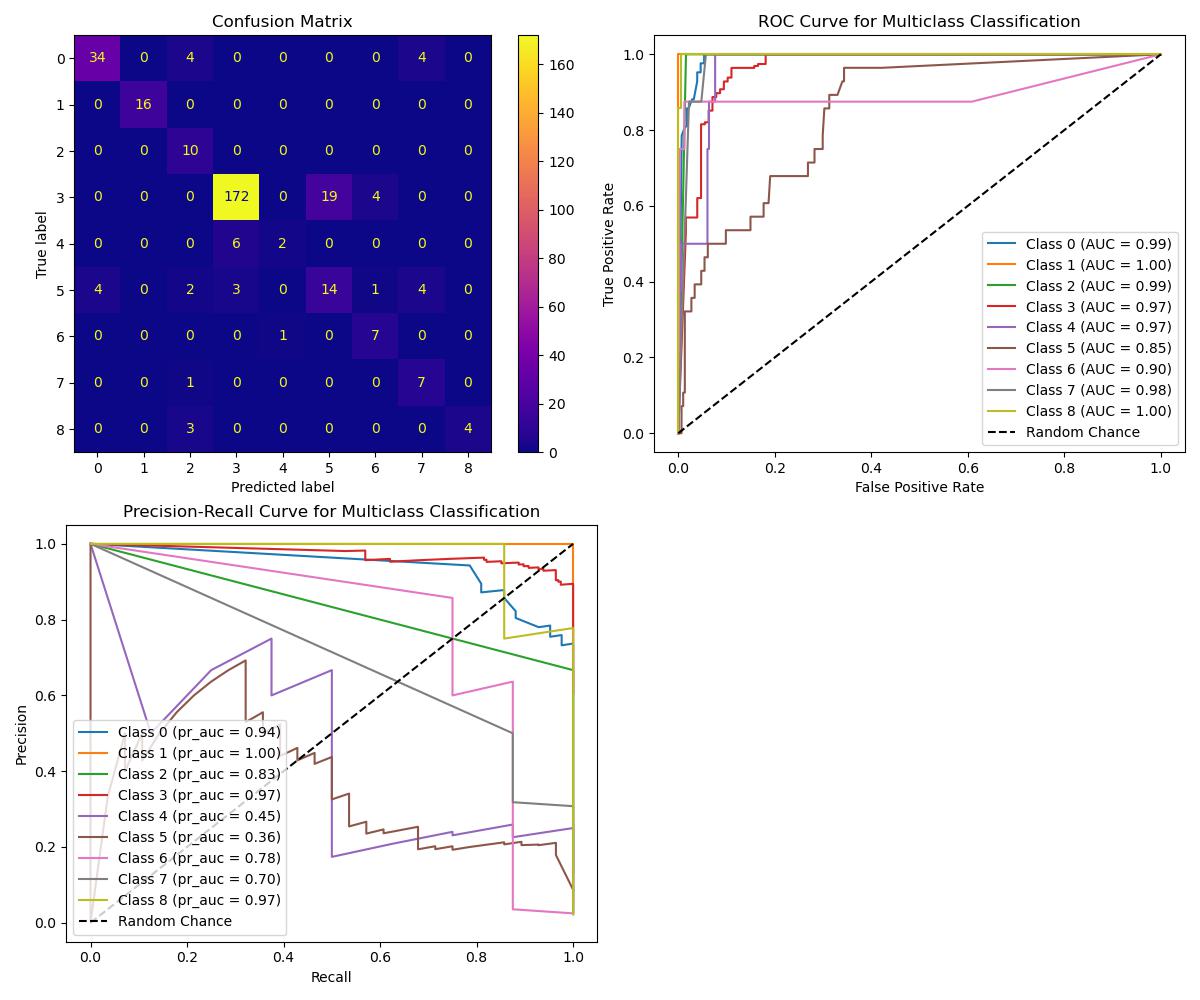 Confusion Matrix
True label
0 34 0 4 0 0 0 0 4 0
1 0 16 0 0 0 0 0 0 0
2 0 0 10 0 0 0 0 0 0
3 0 0 0 172 0 19 4 0 0
4 0 0 0 6 2 0 0 0 0
5 4 0 2 3 0 14 1 4 0
6 0 0 0 0 1 0 7 0 0
7 0 0 1 0 0 0 0 7 0
8 0 0 3 0 0 0 0 0 4
0 1 2 3 4 5 6 7 8
Predicted label
160
140
120
100
80
60
40
20
0
ROC Curve for Multiclass Classification
True Positive Rate
1.0
0.8
0.6
0.4
0.2
0.0
Class 0 (AUC = 0.99)
Class 1 (AUC = 1.00)
Class 2 (AUC = 0.99)
Class 3 (AUC = 0.97)
Class 4 (AUC = 0.97)
Class 5 (AUC = 0.85)
Class 6 (AUC = 0.90)
Class 7 (AUC = 0.98)
Class 8 (AUC = 1.00)
Random Chance
0.0 0.2 0.4 0.6 0.8 1.0
False Positive Rate
Precision-Recall Curve for Multiclass Classification
Precision
1.0
0.8
0.6
0.4
0.2
0.0
Class 0 (pr_auc = 0.94)
Class 1 (pr_auc = 1.00)
Class 2 (pr_auc = 0.83)
Class 3 (pr_auc = 0.97)
Class 4 (pr_auc = 0.45)
Class 5 (pr_auc = 0.36)
Class 6 (pr_auc = 0.78)
Class 7 (pr_auc = 0.70)
Class 8 (pr_auc = 0.97)
Random Chance
0.0 0.2 0.4 0.6 0.8 1.0
Recall